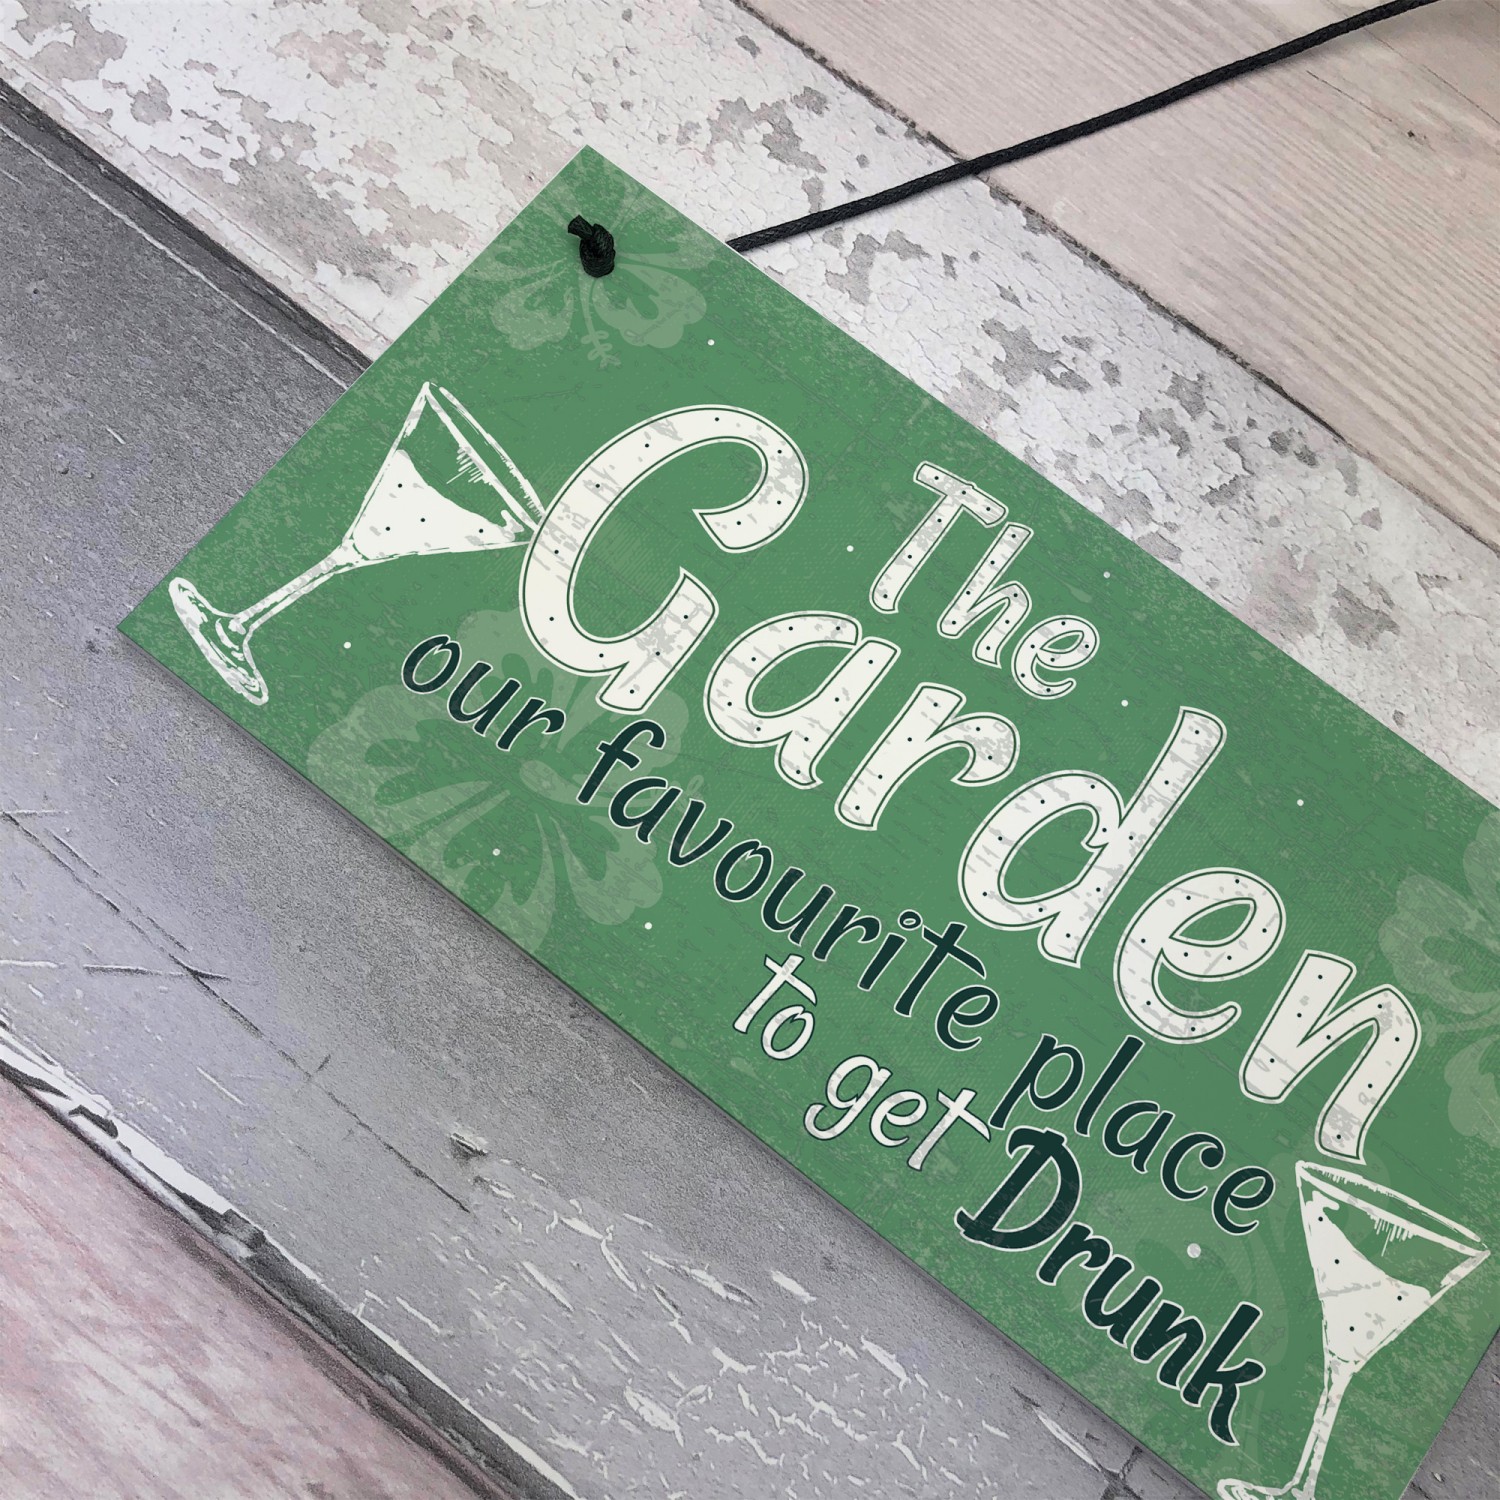 The
Garden
our favourite place
to get Drunk